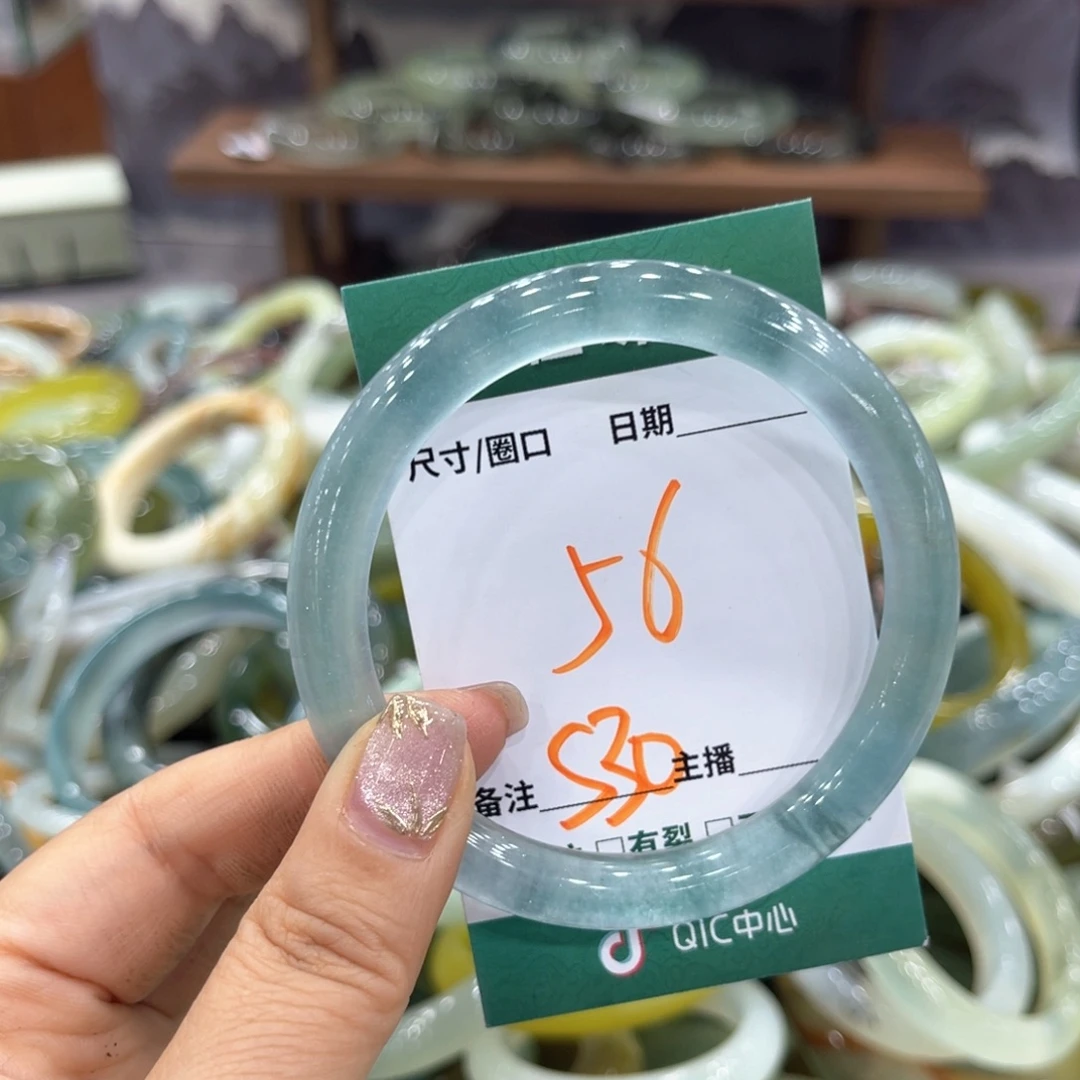 尺寸/圈口 日期
56
530
备注 主播
□有裂 □
QIC中心